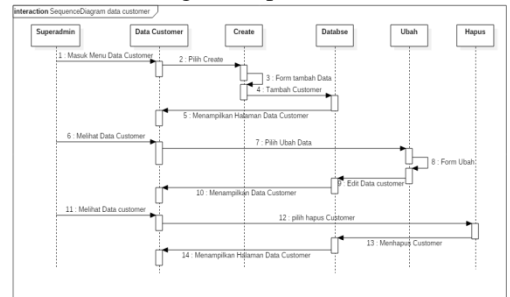 interaction SequenceDiagram data customer
Superadmin
Data Customer
Create
Databse
Ubah
Hapus
1 : Masuk Menu Data Customer
2 : Pilih Create
3 : Form tambah Data
4 : Tambah Customer
5 : Menampilkan Halaman Data Customer
6 : Melihat Data Customer
7 : Pilih Ubah Data
8 : Form Ubah
9 : Edit Data customer
10 : Menampilkan Data Customer
11 : Melihat Data customer
12 : pilih hapus Customer
13 : Menhapus Customer
14 : Menampilkan Halaman Data Customer